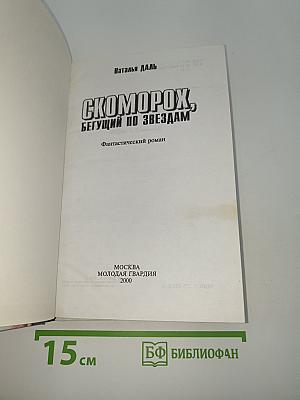 Наталья ДАЛЬ
СКОМОРОХ,
БЕГУЩИЙ ПО ЗВЕЗДАМ
Фантастический роман
МОСКВА
МОЛОДАЯ ГВАРДИЯ
2000
15 см
БФ БИБЛИОФАН